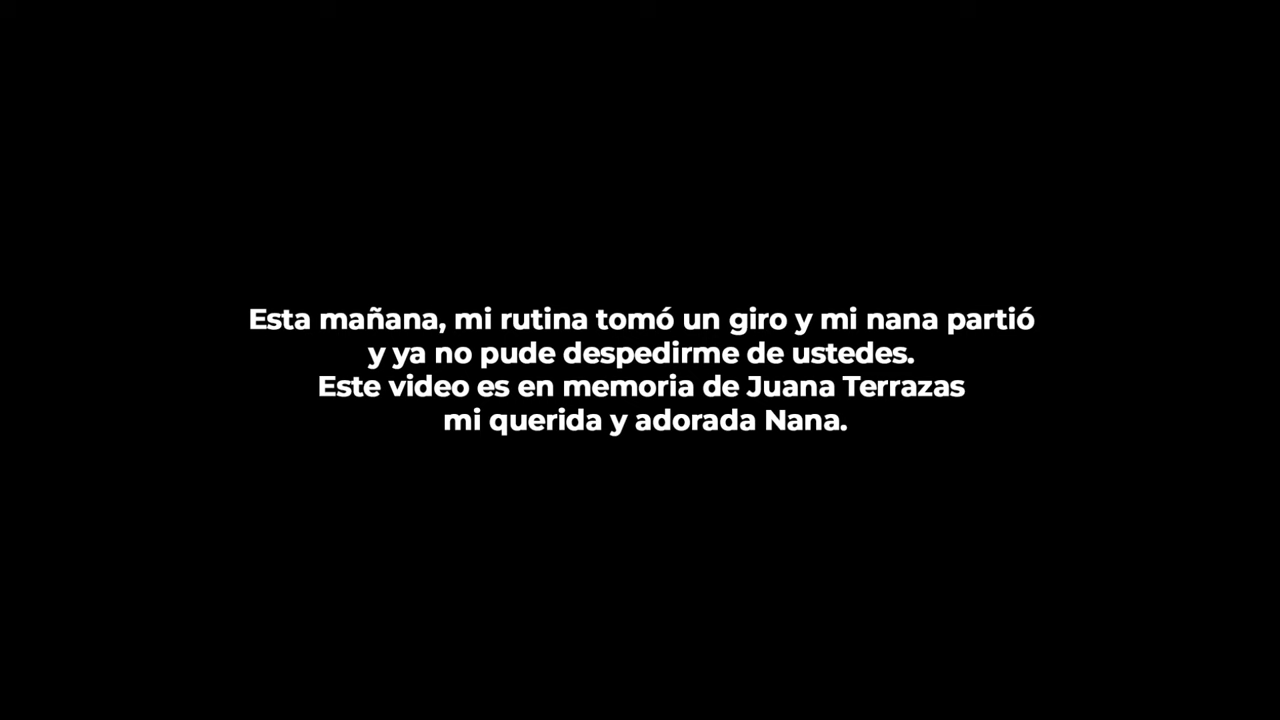 Esta mañana, mi rutina tomó un giro y mi nana partió
y ya no pude despedirme de ustedes.
Este video es en memoria de Juana Terrazas
mi querida y adorada Nana.